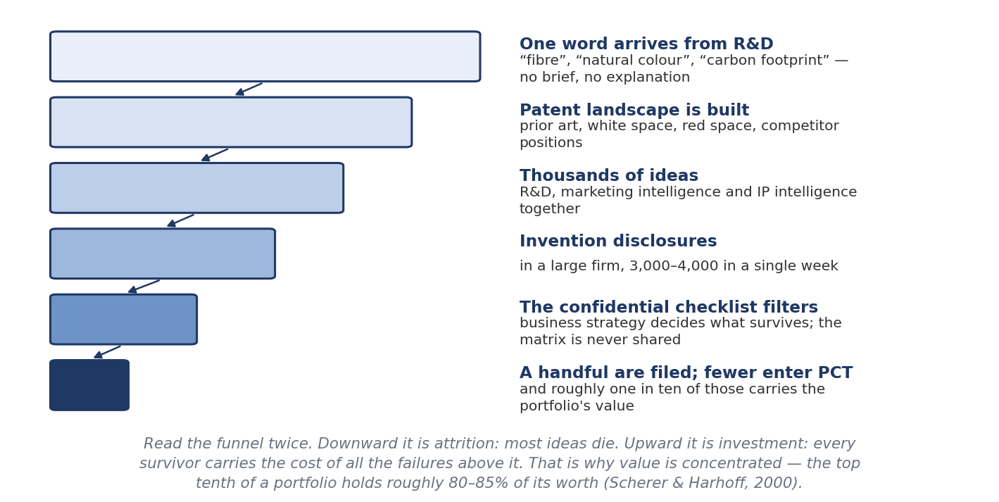 One word arrives from R&D
“fibre”, “natural colour”, “carbon footprint” —
no brief, no explanation
Patent landscape is built
prior art, white space, red space, competitor
positions
Thousands of ideas
R&D, marketing intelligence and IP intelligence
together
Invention disclosures
in a large firm, 3,000–4,000 in a single week
The confidential checklist filters
business strategy decides what survives; the
matrix is never shared
A handful are filed; fewer enter PCT
and roughly one in ten of those carries the
portfolio's value
Read the funnel twice. Downward it is attrition: most ideas die. Upward it is investment: every
survivor carries the cost of all the failures above it. That is why value is concentrated — the top
tenth of a portfolio holds roughly 80–85% of its worth (Scherer & Harhoff, 2000).